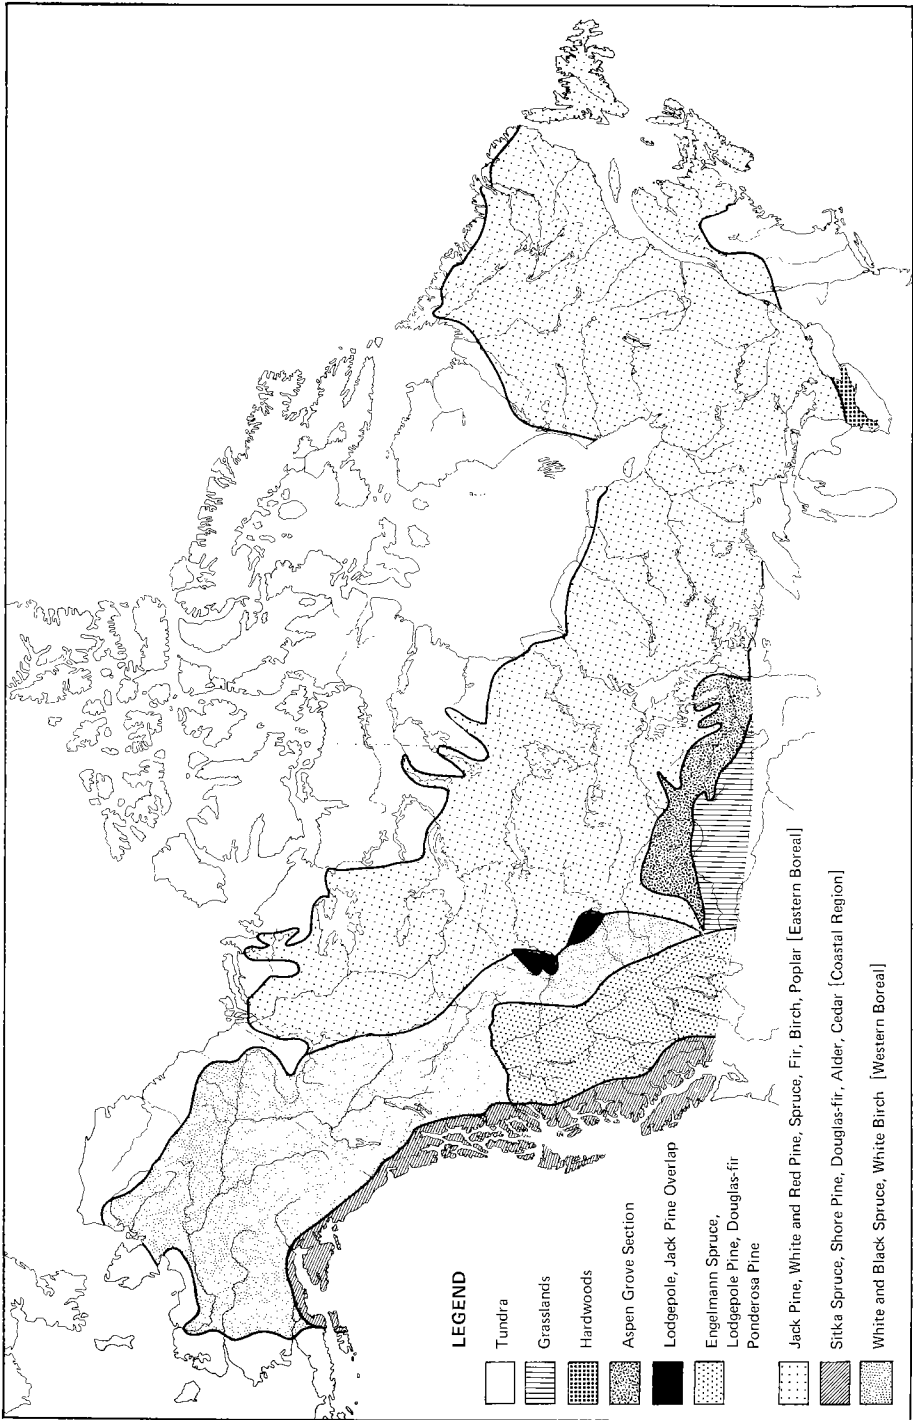 LEGEND
Tundra
Grasslands
Hardwoods
Aspen Grove Section
Lodgepole, Jack Pine Overlap
Engelmann Spruce,
Lodgepole Pine, Douglas-fir
Ponderosa Pine
Jack Pine, White and Red Pine, Spruce, Fir, Birch, Poplar [Eastern Boreal]
Sitka Spruce, Shore Pine, Douglas-fir, Alder, Cedar [Coastal Region]
White and Black Spruce, White Birch [Western Boreal]